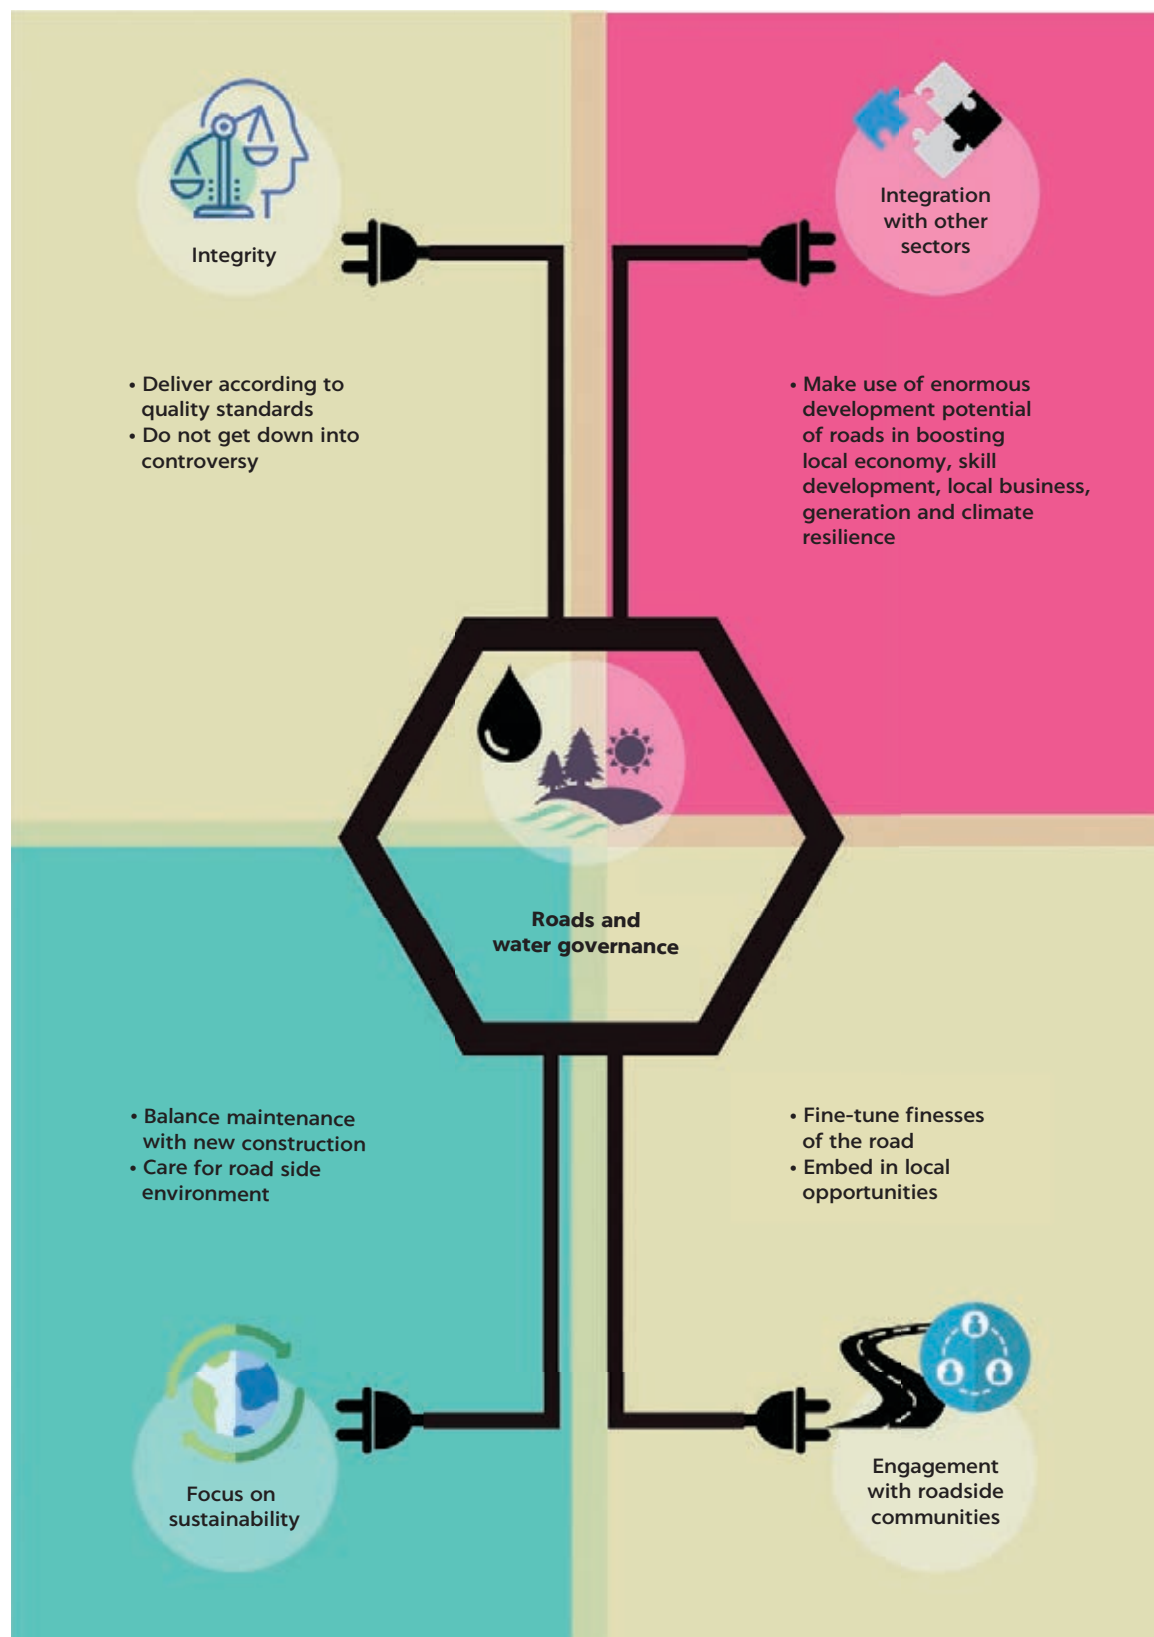 Integrity
• Deliver according to
quality standards
• Do not get down into
controversy
Integration
with other
sectors
• Make use of enormous
development potential
of roads in boosting
local economy, skill
development, local business,
generation and climate
resilience
Roads and
water governance
• Balance maintenance
with new construction
• Care for road side
environment
Focus on
sustainability
• Fine-tune finesses
of the road
• Embed in local
opportunities
Engagement
with roadside
communities